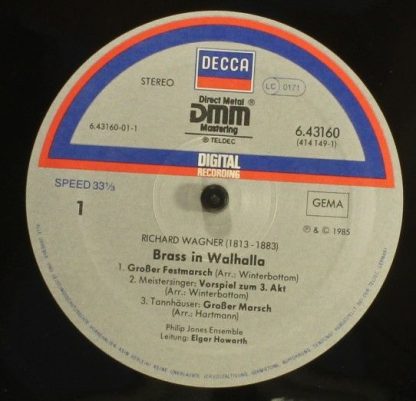 DECCA
STEREO
LC 0171
Direct Metal ®
DMM
Mastering
℗ TELDEC
6.43160-01-1
6.43160
(414 149-1)
DIGITAL
RECORDING
SPEED 33⅓
1
GEMA
℗ & © 1985
RICHARD WAGNER (1813 - 1883)
Brass in Walhalla
1. Großer Festmarsch (Arr.: Winterbottom)
2. Meistersinger: Vorspiel zum 3. Akt
(Arr.: Winterbottom)
3. Tannhäuser: Großer Marsch
(Arr.: Hartmann)
Philip Jones Ensemble
Leitung: Elgar Howarth